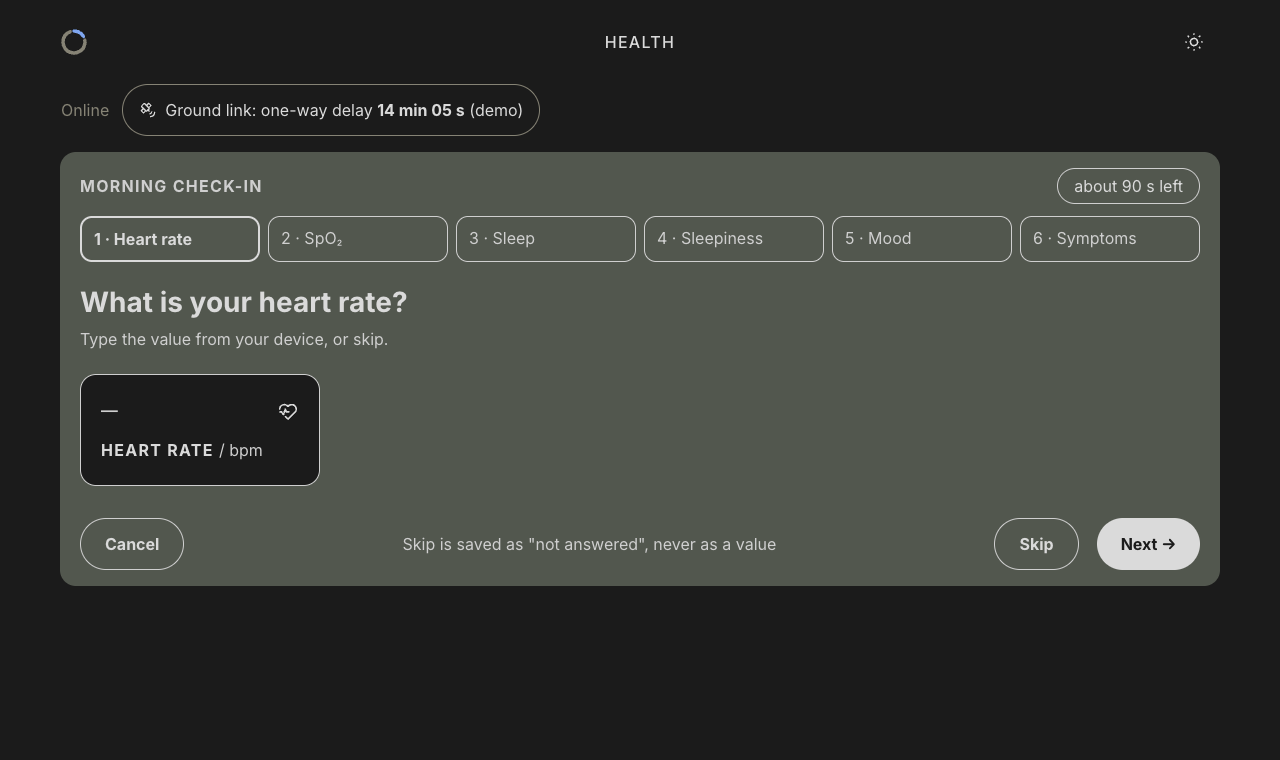 HEALTH
Online
Ground link: one-way delay 14 min 05 s (demo)
MORNING CHECK-IN
about 90 s left
1 · Heart rate
2 · SpO₂
3 · Sleep
4 · Sleepiness
5 · Mood
6 · Symptoms
What is your heart rate?
Type the value from your device, or skip.
—
HEART RATE / bpm
Cancel
Skip is saved as "not answered", never as a value
Skip
Next →